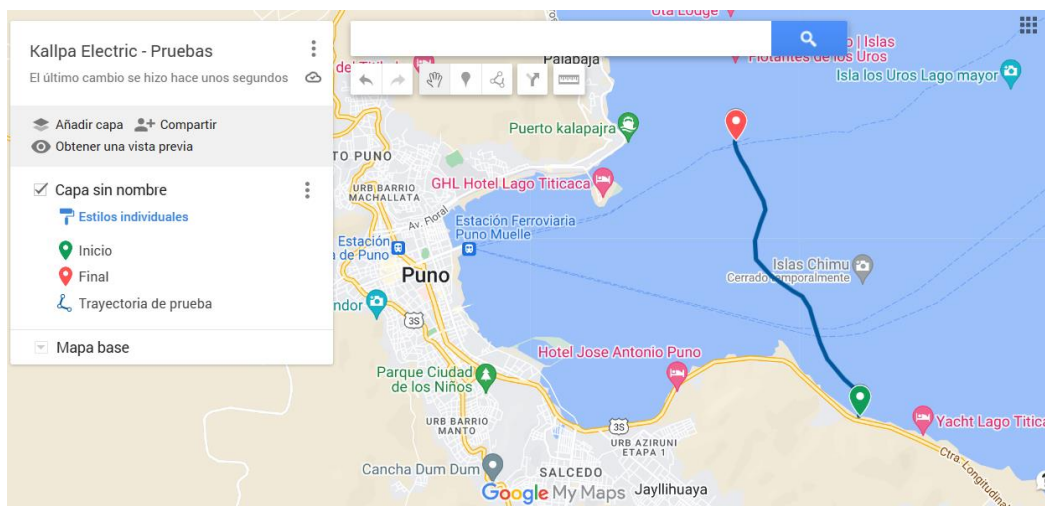 Kallpa Electric - Pruebas
El último cambio se hizo hace unos segundos
Añadir capa
Compartir
Obtener una vista previa
Capa sin nombre
Estilos individuales
Inicio
Final
Trayectoria de prueba
Mapa base
Uta Lodge
Islas
Flotantes de los Uros
Isla los Uros Lago mayor
Palabaja
Puerto kalapajra
TO PUNO
URB BARRIO
MACHALLATA
GHL Hotel Lago Titicaca
Av. Floral
Estación Ferroviaria
Puno Muelle
Estación
de Puno
Puno
Islas Chimu
Cerrado temporalmente
3S
Hotel Jose Antonio Puno
Parque Ciudad
de los Niños
URB BARRIO
MANTO
3S
URB AZIRUNI
ETAPA 1
Yacht Lago Titica
Ctra. Longitudinal
Cancha Dum Dum
SALCEDO
Jayllihuaya
Google My Maps